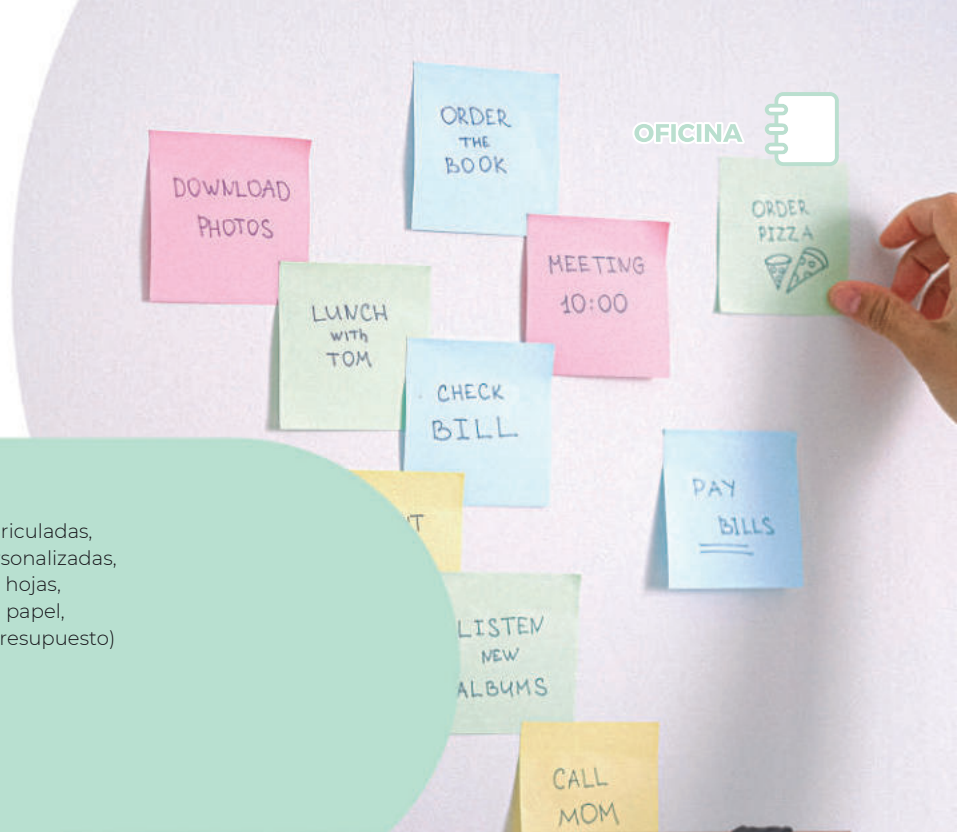 OFICINA
ORDER
THE
BOOK
DOWNLOAD
PHOTOS
ORDER
PIZZA
MEETING
10:00
LUNCH
WITH
TOM
CHECK
BILL
PAY
BILLS
riculadas,
sonalizadas,
hojas,
papel,
resupuesto)
LISTEN
NEW
ALBUMS
CALL
MOM